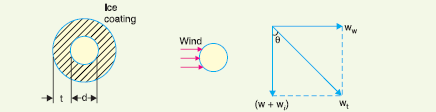 Ice
coating
t
d
Wind
θ
w_w
(w + w_i)
w_t